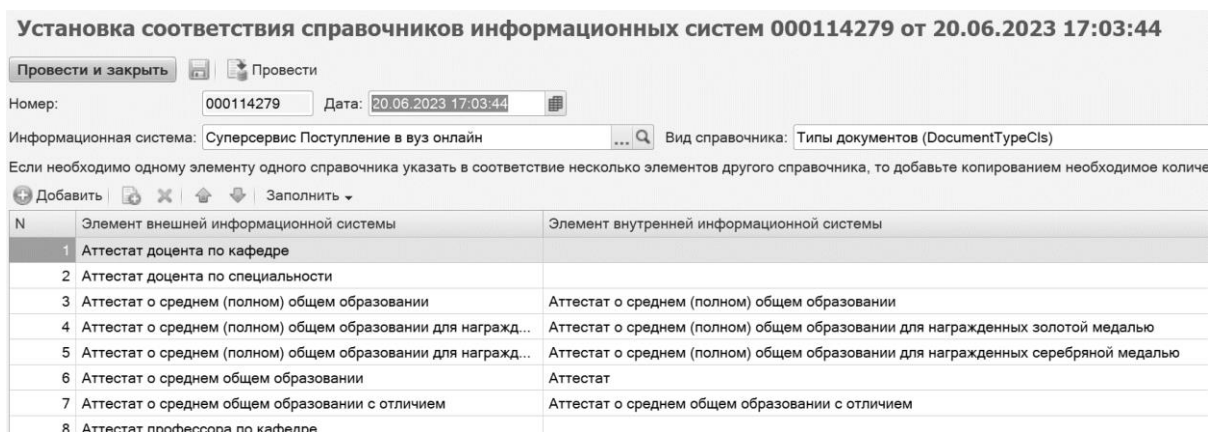 Установка соответствия справочников информационных систем 000114279 от 20.06.2023 17:03:44
Провести и закрыть Провести
Номер: 000114279 Дата: 20.06.2023 17:03:44
Информационная система: Суперсервис Поступление в вуз онлайн ... Вид справочника: Типы документов (DocumentTypeCls)
Если необходимо одному элементу одного справочника указать в соответствие несколько элементов другого справочника, то добавьте копированием необходимое количе
Добавить Заполнить
N Элемент внешней информационной системы Элемент внутренней информационной системы
1 Аттестат доцента по кафедре
2 Аттестат доцента по специальности
3 Аттестат о среднем (полном) общем образовании Аттестат о среднем (полном) общем образовании
4 Аттестат о среднем (полном) общем образовании для награжд... Аттестат о среднем (полном) общем образовании для награжденных золотой медалью
5 Аттестат о среднем (полном) общем образовании для награжд... Аттестат о среднем (полном) общем образовании для награжденных серебряной медалью
6 Аттестат о среднем общем образовании Аттестат
7 Аттестат о среднем общем образовании с отличием Аттестат о среднем общем образовании с отличием
8 Аттестат профессора по кафедре